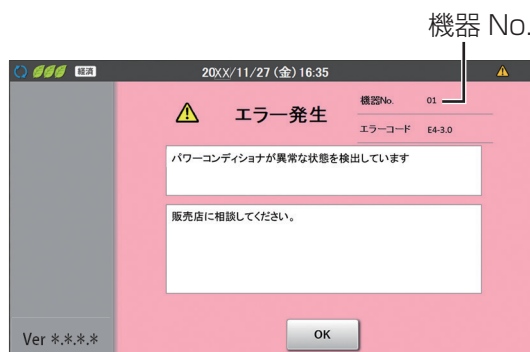 機器 No.
経済
20XX/11/27 (金) 16:35
エラー発生
機器No. 01
エラーコード E4-3.0
パワーコンディショナが異常な状態を検出しています
販売店に相談してください。
OK
Ver *.*.*.*